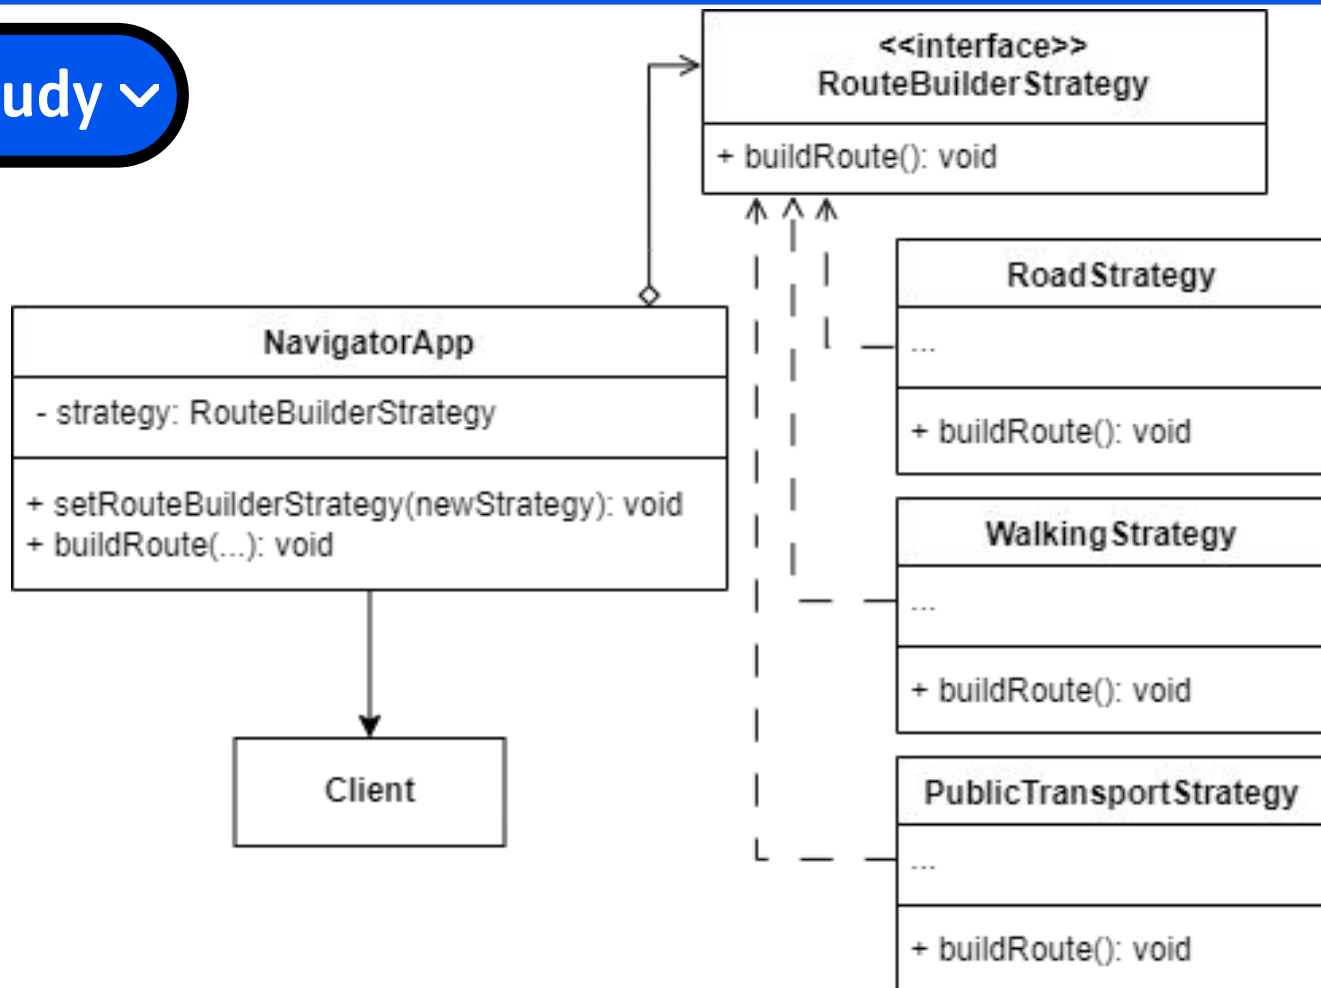 udy
<<interface>>
RouteBuilderStrategy
+ buildRoute(): void
NavigatorApp
- strategy: RouteBuilderStrategy
+ setRouteBuilderStrategy(newStrategy): void
+ buildRoute(...): void
Client
RoadStrategy
...
+ buildRoute(): void
WalkingStrategy
...
+ buildRoute(): void
PublicTransportStrategy
...
+ buildRoute(): void